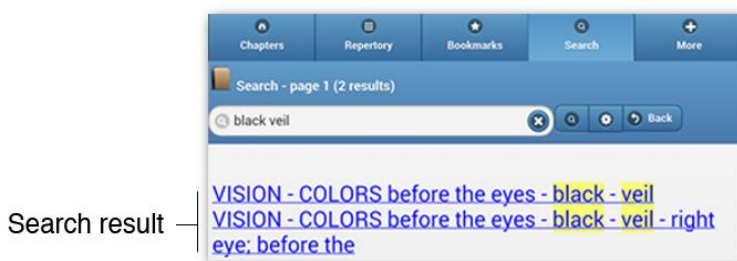 Chapters Repertory Bookmarks Search More
Search - page 1 (2 results)
black veil Back
VISION - COLORS before the eyes - black - veil
Search result
VISION - COLORS before the eyes - black - veil - right
eye; before the